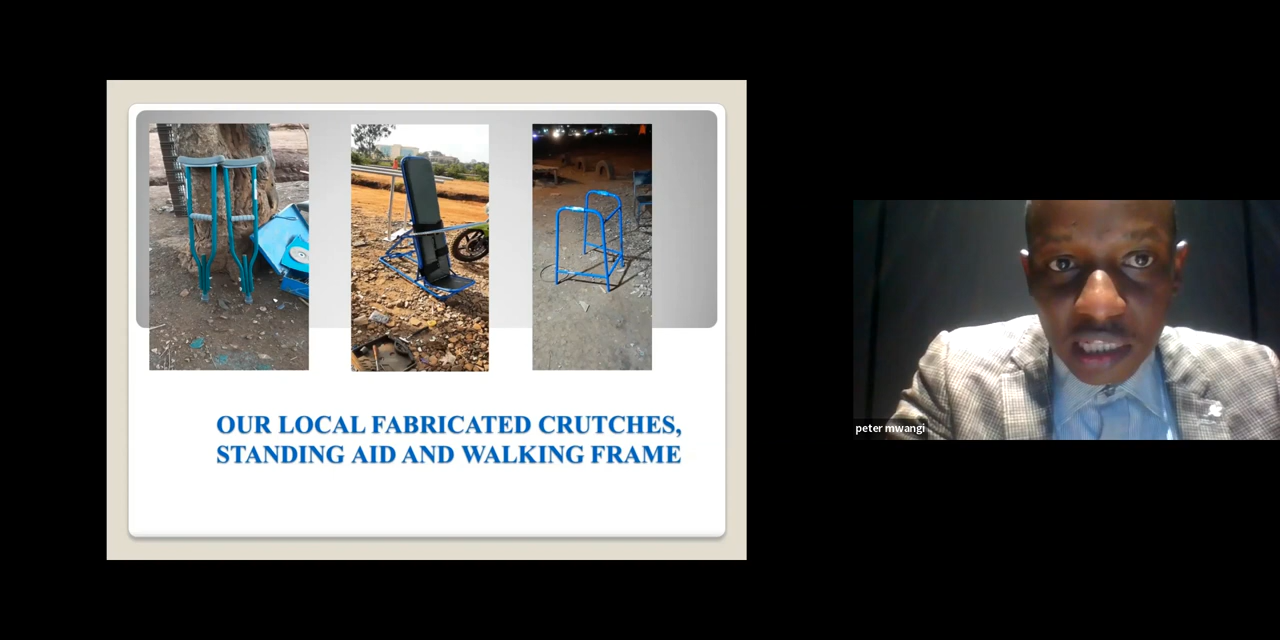 OUR LOCAL FABRICATED CRUTCHES,
STANDING AID AND WALKING FRAME
peter mwangi